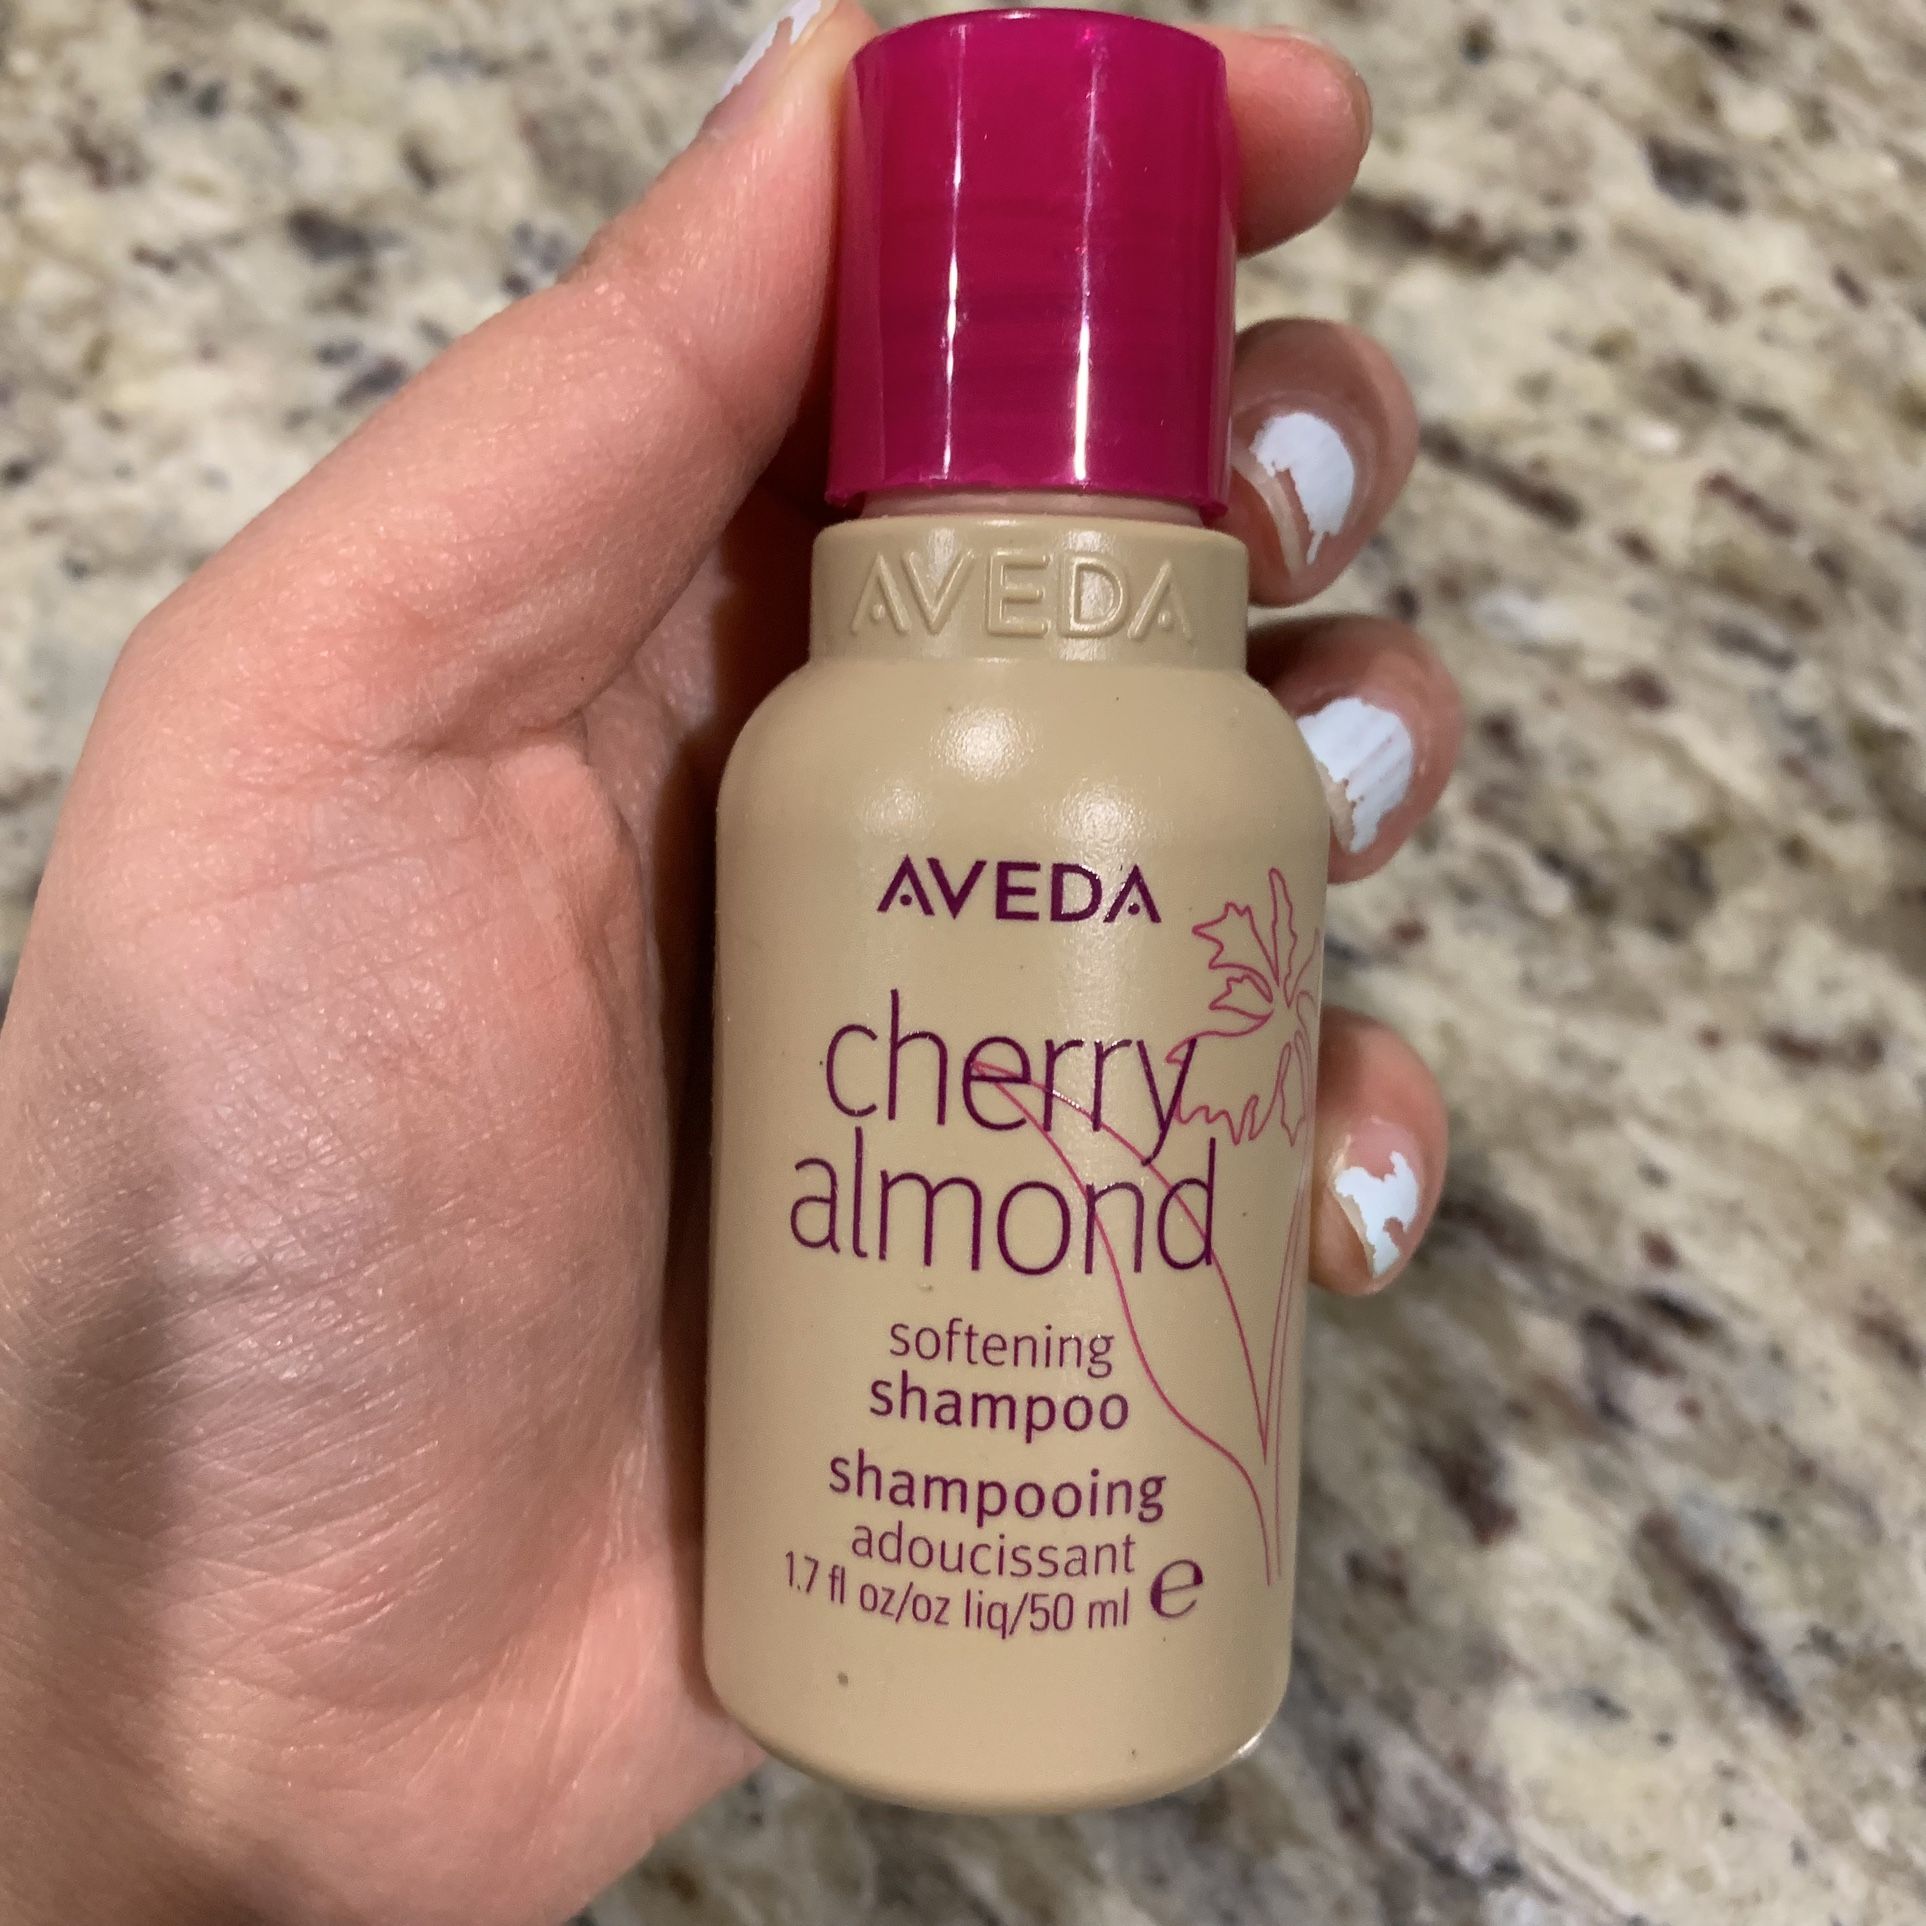 AVEDA
AVEDA
cherry
almond
softening
shampoo
shampooing
adoucissant
1.7 fl oz/oz liq/50 ml e